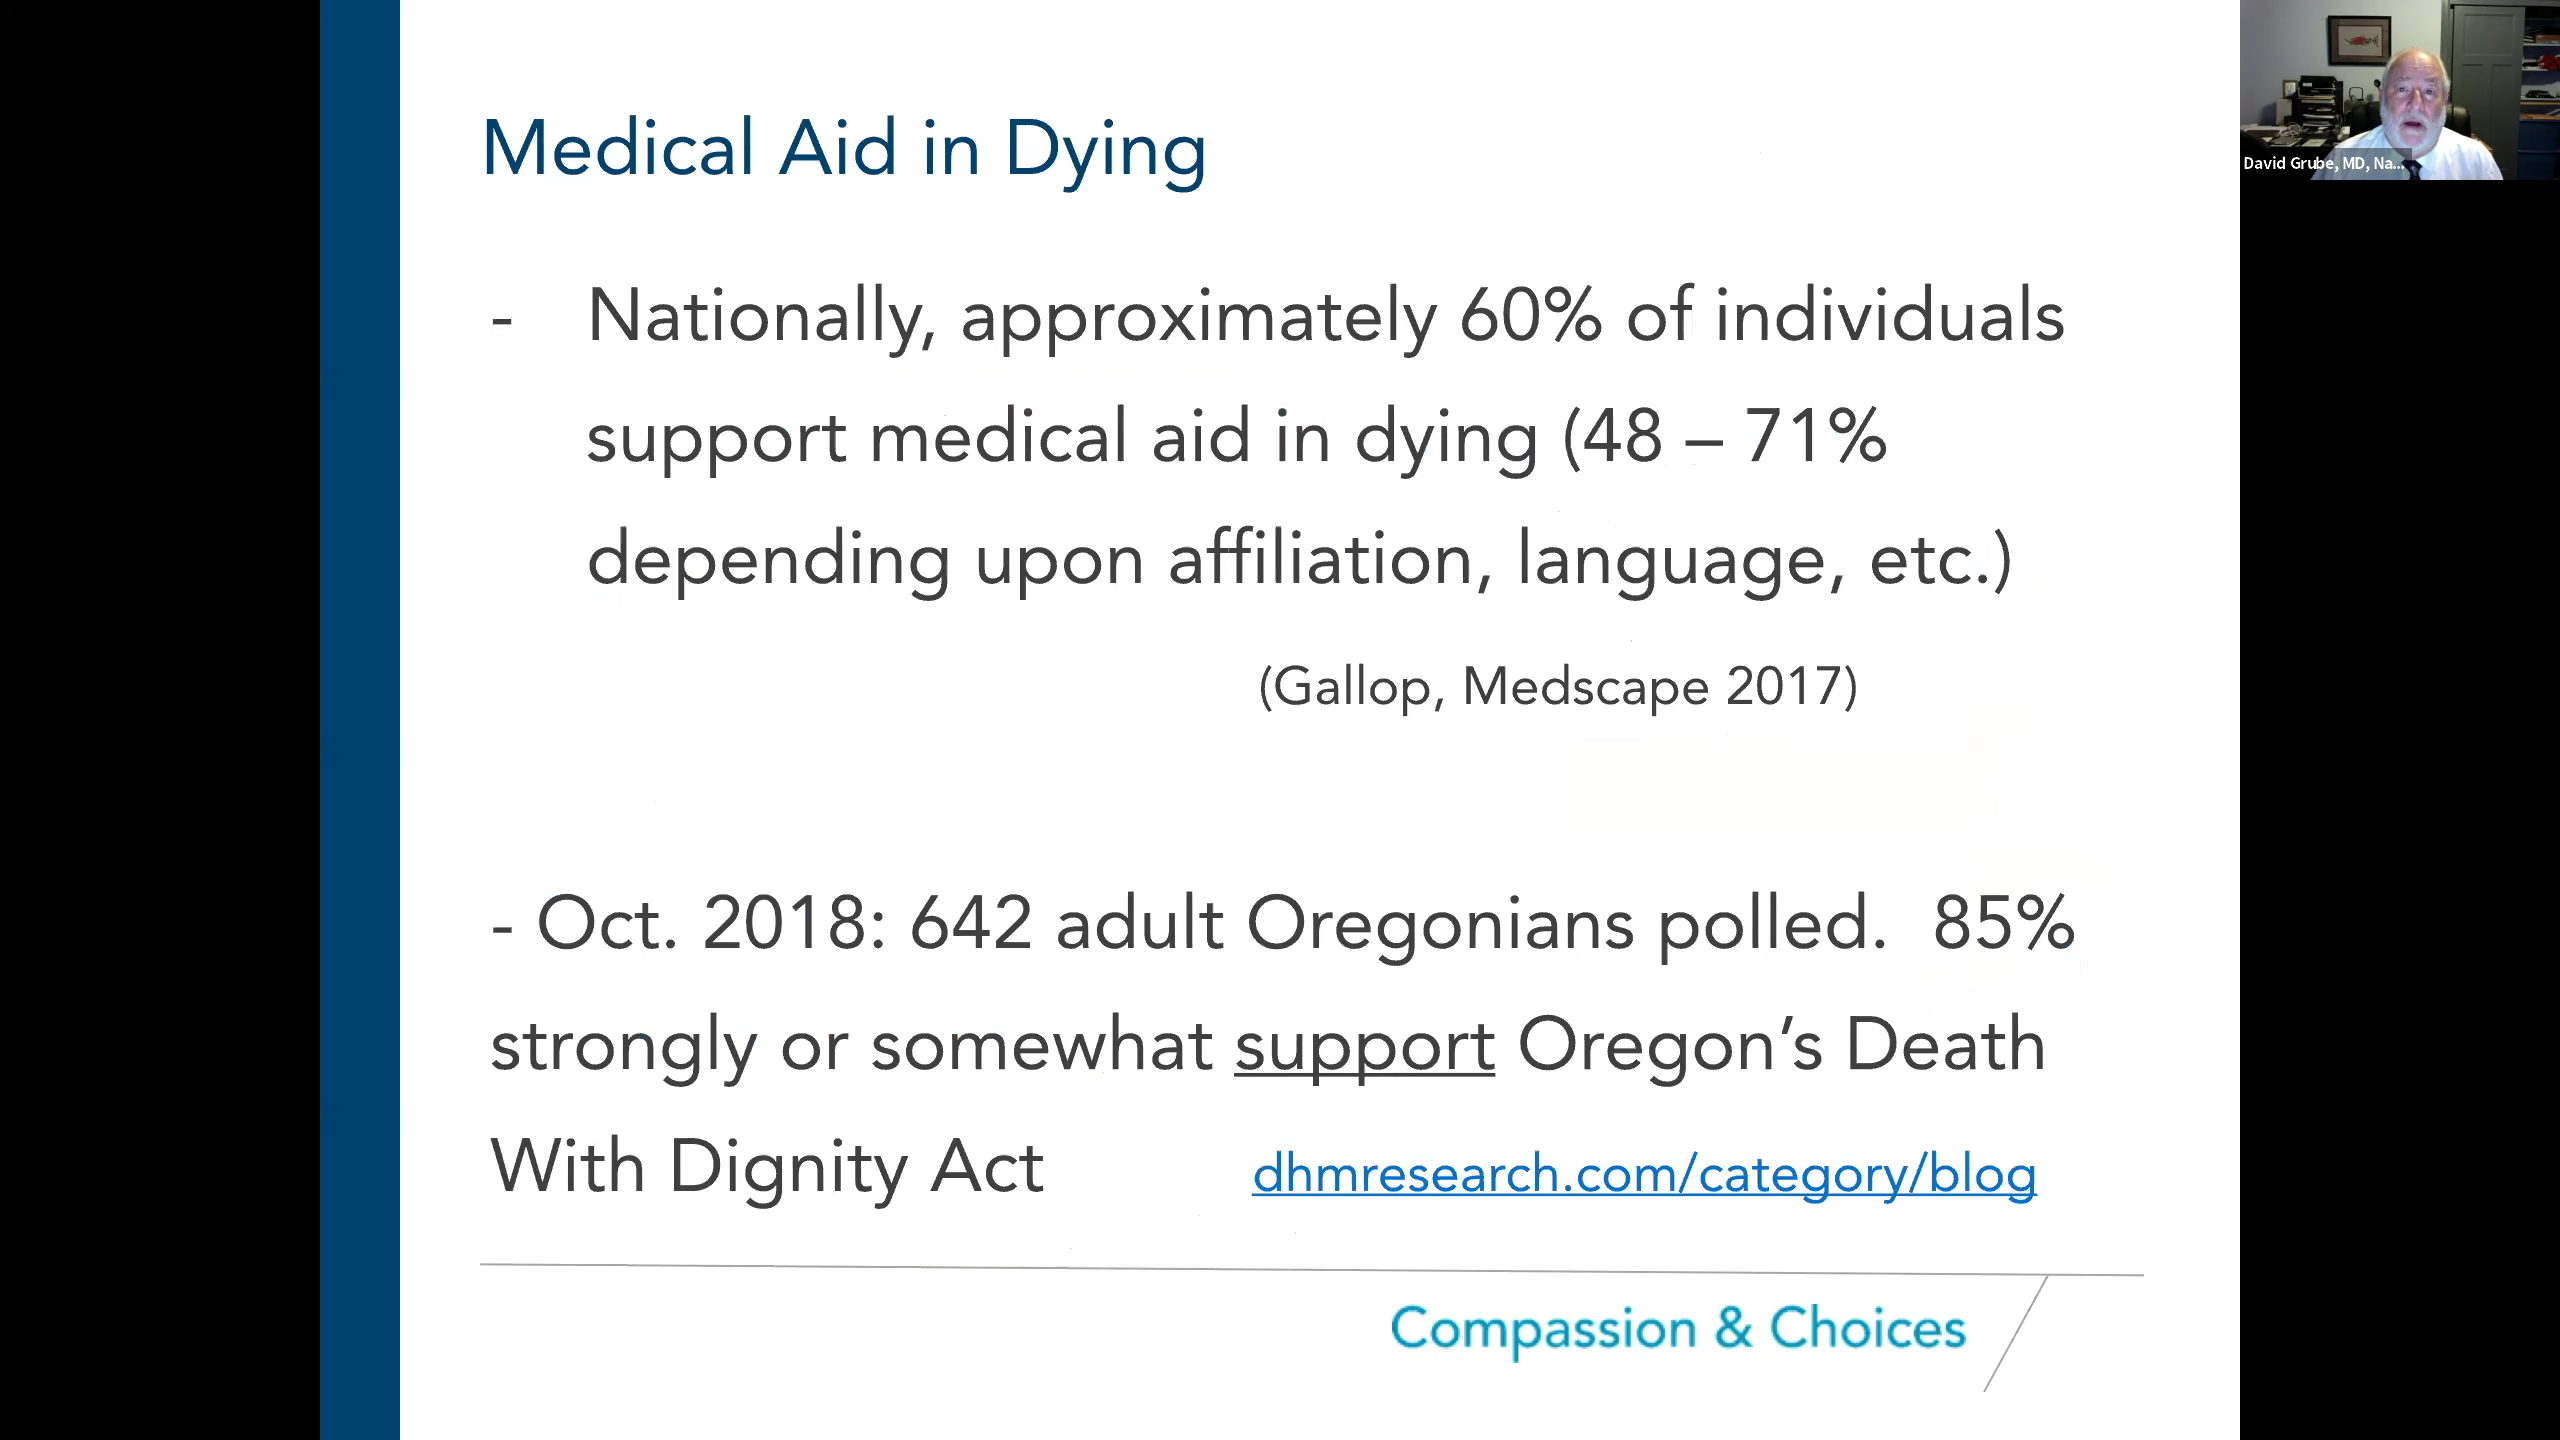 Medical Aid in Dying
- Nationally, approximately 60% of individuals
support medical aid in dying (48 – 71%
depending upon affiliation, language, etc.)
(Gallop, Medscape 2017)
- Oct. 2018: 642 adult Oregonians polled.  85%
strongly or somewhat support Oregon’s Death
With Dignity Act
dhmresearch.com/category/blog
Compassion & Choices
David Grube, MD, Na...